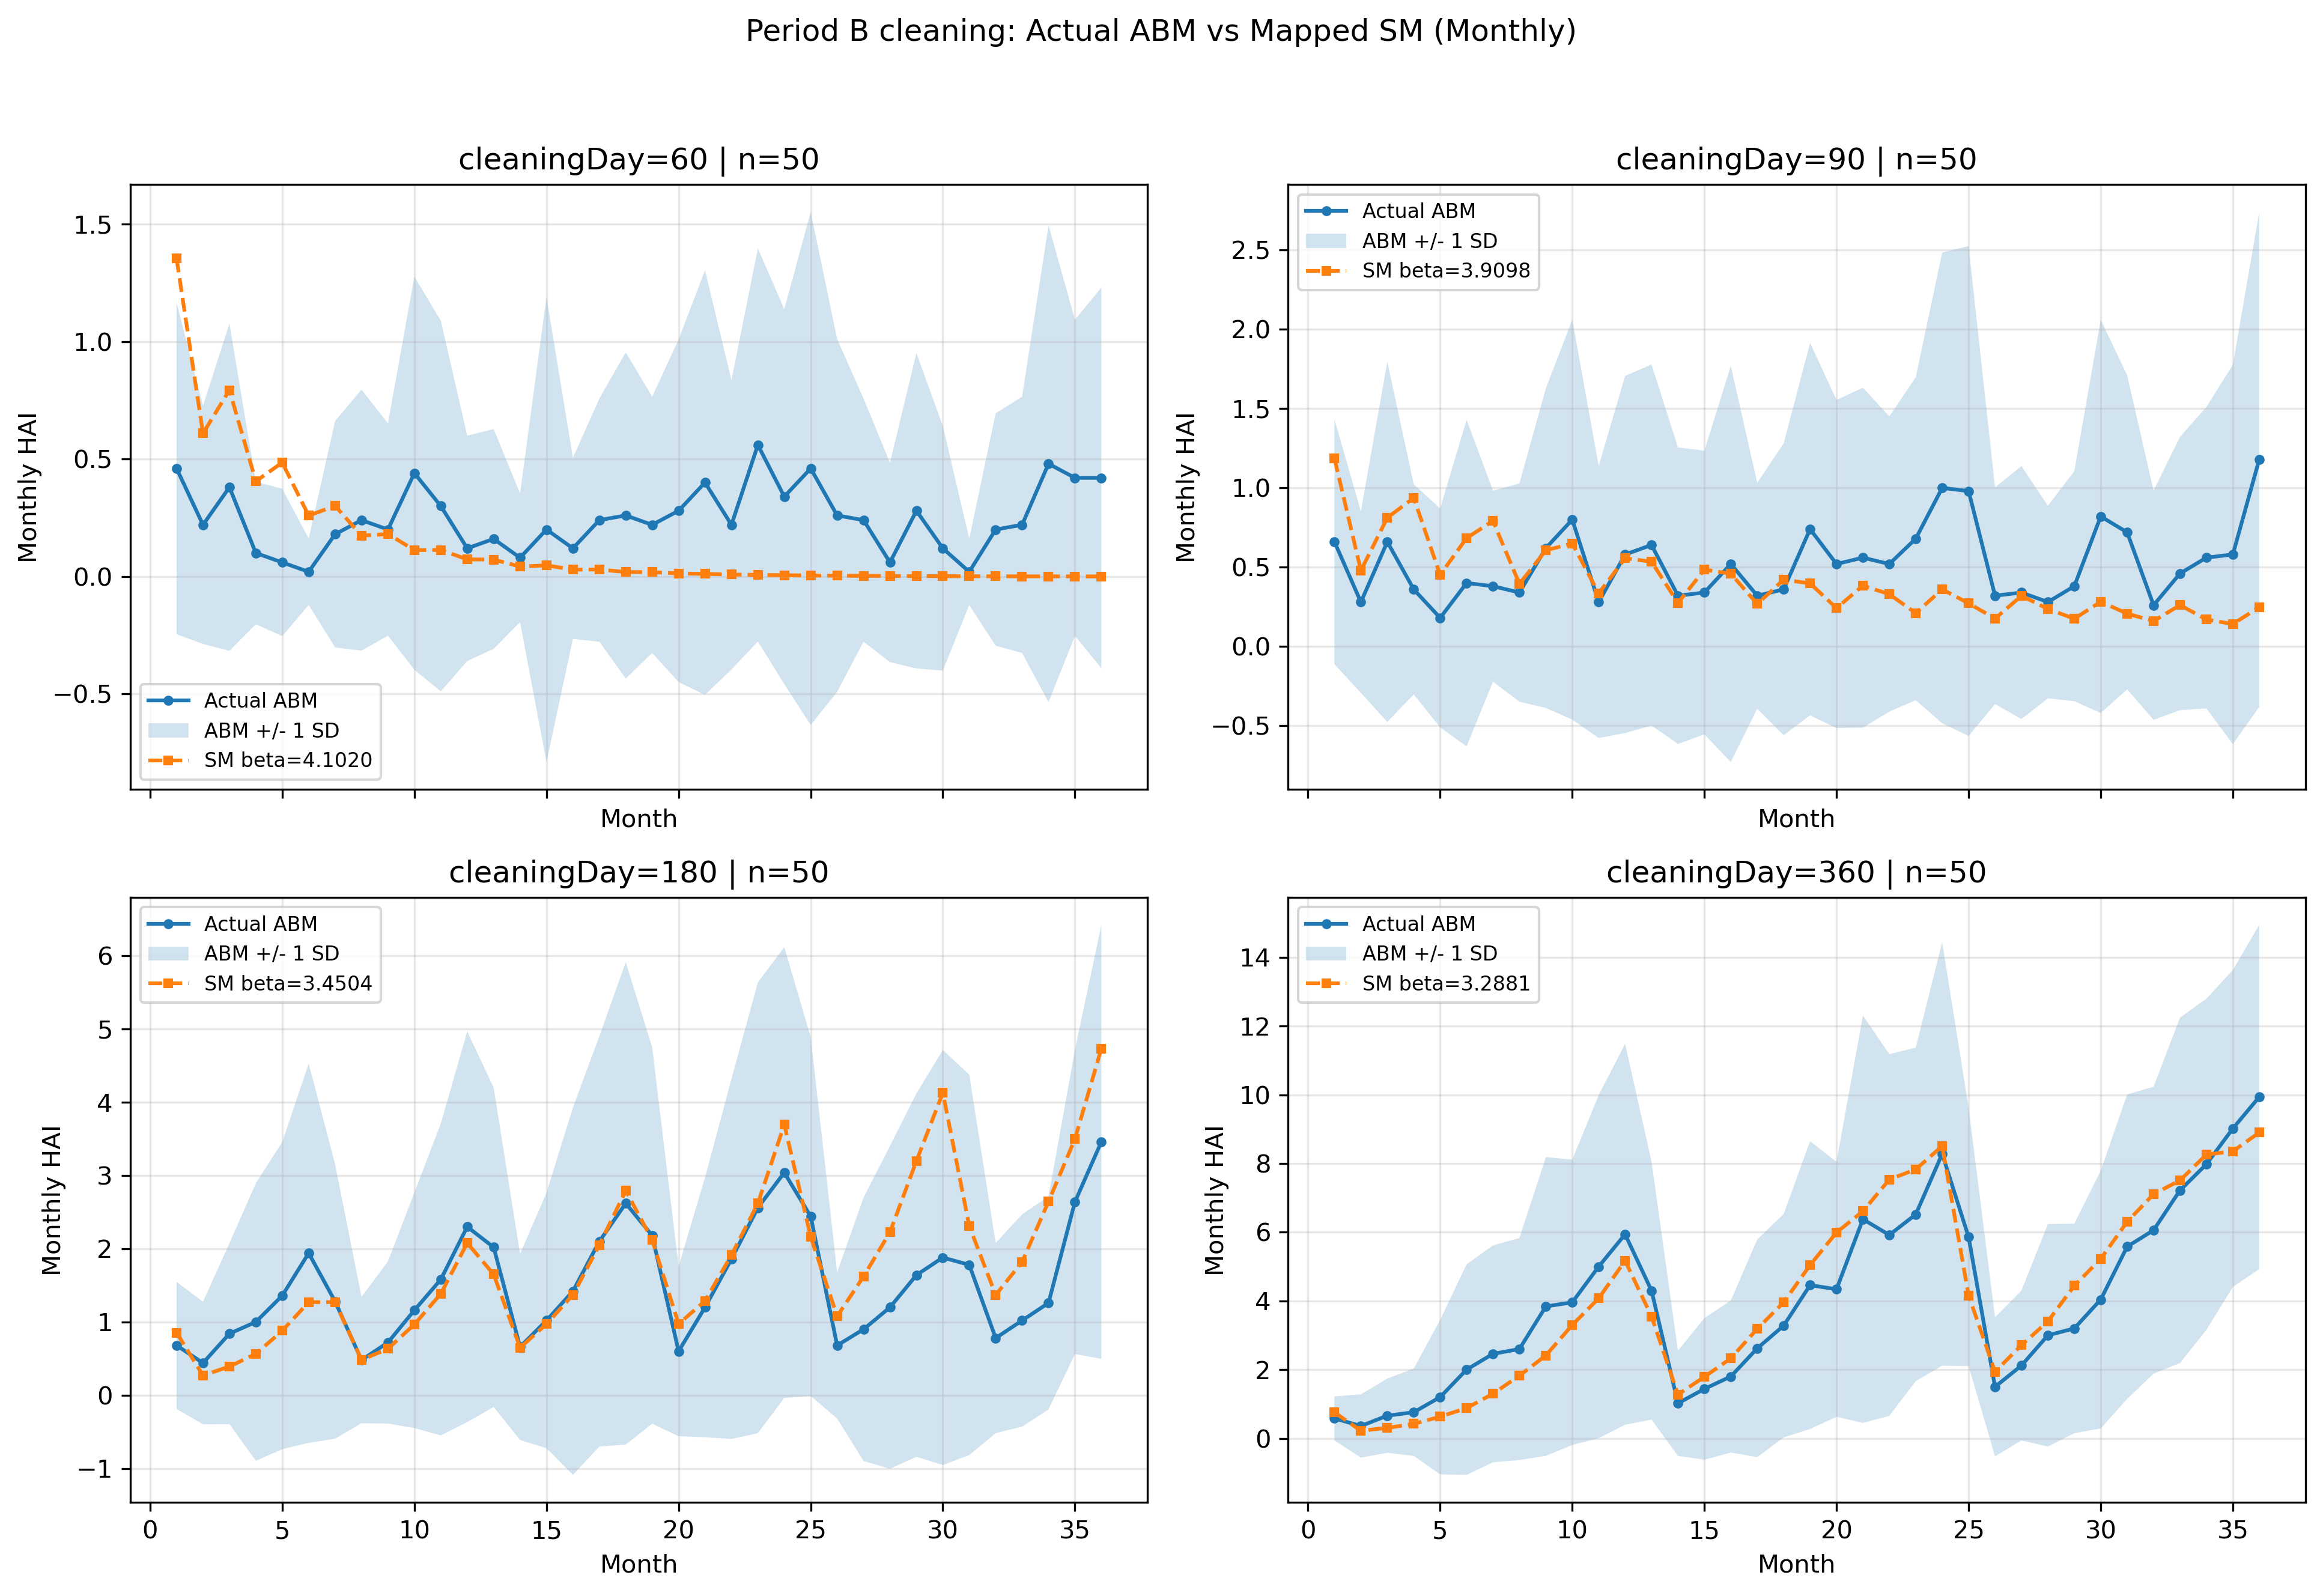 Period B cleaning: Actual ABM vs Mapped SM (Monthly)
cleaningDay=60 | n=50
Monthly HAI
1.5
1.0
0.5
0.0
−0.5
Actual ABM
ABM +/- 1 SD
SM beta=4.1020
Month
cleaningDay=90 | n=50
Monthly HAI
2.5
2.0
1.5
1.0
0.5
0.0
−0.5
Actual ABM
ABM +/- 1 SD
SM beta=3.9098
Month
cleaningDay=180 | n=50
Monthly HAI
6
5
4
3
2
1
0
−1
Actual ABM
ABM +/- 1 SD
SM beta=3.4504
0 5 10 15 20 25 30 35
Month
cleaningDay=360 | n=50
Monthly HAI
14
12
10
8
6
4
2
0
Actual ABM
ABM +/- 1 SD
SM beta=3.2881
0 5 10 15 20 25 30 35
Month